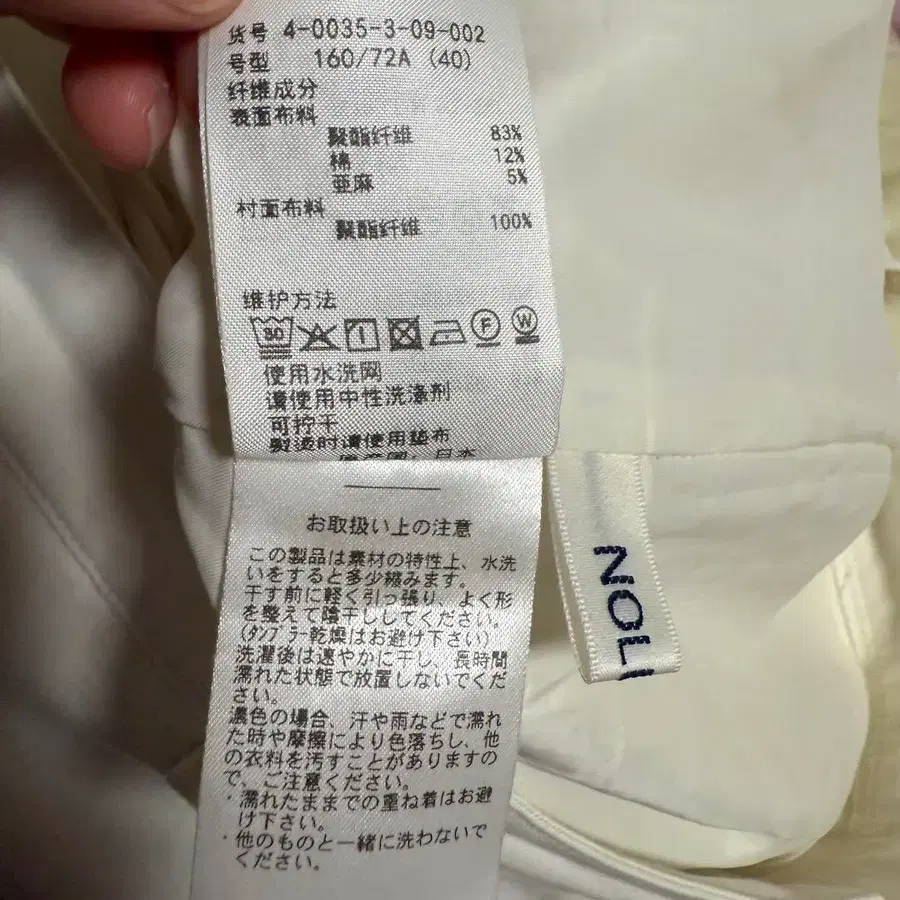 货号 4-0035-3-09-002
号型 160/72A (40)
纤维成分
表面布料
聚酯纤维 83%
棉 12%
亚麻 5%
村面布料
聚酯纤维 100%
维护方法
30
F
W
使用水洗网
请使用中性洗涤剂
可拧干
熨烫时请使用垫布
お取扱い上の注意
この製品は素材の特性上、水洗
いをすると多少縮みます。
干す前に軽く引っ張り、よく形
を整えて陰干ししてください。
(タンブラー乾燥はお避け下さい)
洗濯後は速やかに干し、長時間
濡れた状態で放置しないでくだ
さい。
濃色の場合、汗や雨などで濡れ
た時や摩擦により色落ちし、他
の衣料を汚すことがありますの
で、ご注意ください。
・濡れたままでの重ね着はお避
け下さい。
・他のものと一緒に洗わないで
ください。
NOL